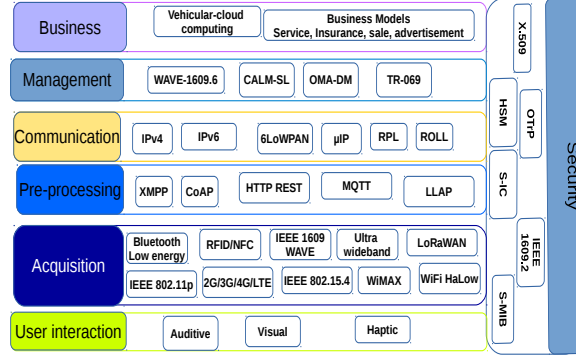 Business
Vehicular-cloud
computing
Business Models
Service, Insurance, sale, advertisement
Management
WAVE-1609.6
CALM-SL
OMA-DM
TR-069
Communication
IPv4
IPv6
6LoWPAN
µIP
RPL
ROLL
Pre-processing
XMPP
CoAP
HTTP REST
MQTT
LLAP
Acquisition
Bluetooth
Low energy
RFID/NFC
IEEE 1609
WAVE
Ultra
wideband
LoRaWAN
IEEE 802.11p
2G/3G/4G/LTE
IEEE 802.15.4
WiMAX
WiFi HaLow
User interaction
Auditive
Visual
Haptic
X.509
HSM
OTrP
S-IC
IEEE
1609.2
S-MIB
Security